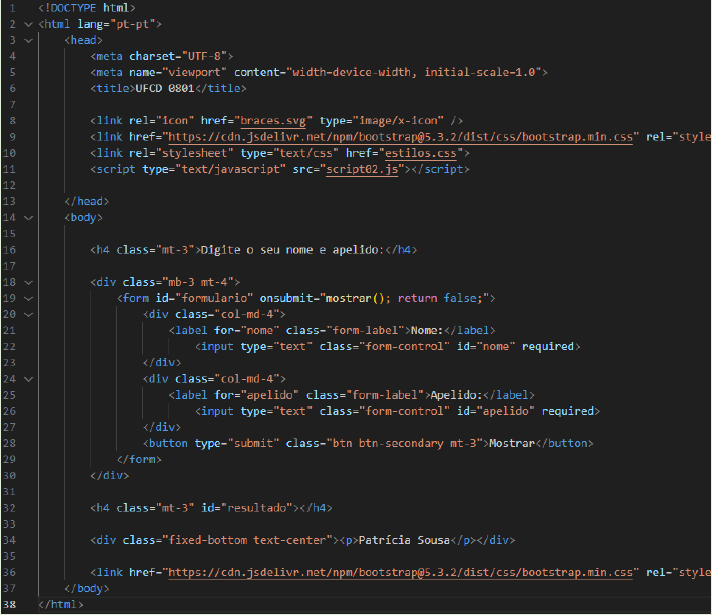 1 <!DOCTYPE html>
2 <html lang="pt-pt">
3 <head>
4 <meta charset="UTF-8">
5 <meta name="viewport" content="width-device-width, initial-scale=1.0">
6 <title>UFCD 0801</title>
7
8 <link rel="icon" href="braces.svg" type="image/x-icon" />
9 <link href="https://cdn.jsdelivr.net/npm/bootstrap@5.3.2/dist/css/bootstrap.min.css" rel="style
10 <link rel="stylesheet" type="text/css" href="estilos.css">
11 <script type="text/javascript" src="script02.js"></script>
12
13 </head>
14 <body>
15
16 <h4 class="mt-3">Digite o seu nome e apelido:</h4>
17
18 <div class="mb-3 mt-4">
19 <form id="formulario" onsubmit="mostrar(); return false;">
20 <div class="col-md-4">
21 <label for="nome" class="form-label">Nome:</label>
22 <input type="text" class="form-control" id="nome" required>
23 </div>
24 <div class="col-md-4">
25 <label for="apelido" class="form-label">Apelido:</label>
26 <input type="text" class="form-control" id="apelido" required>
27 </div>
28 <button type="submit" class="btn btn-secondary mt-3">Mostrar</button>
29 </form>
30 </div>
31
32 <h4 class="mt-3" id="resultado"></h4>
33
34 <div class="fixed-bottom text-center"><p>Patrícia Sousa</p></div>
35
36 <link href="https://cdn.jsdelivr.net/npm/bootstrap@5.3.2/dist/css/bootstrap.min.css" rel="style
37 </body>
38 </html>